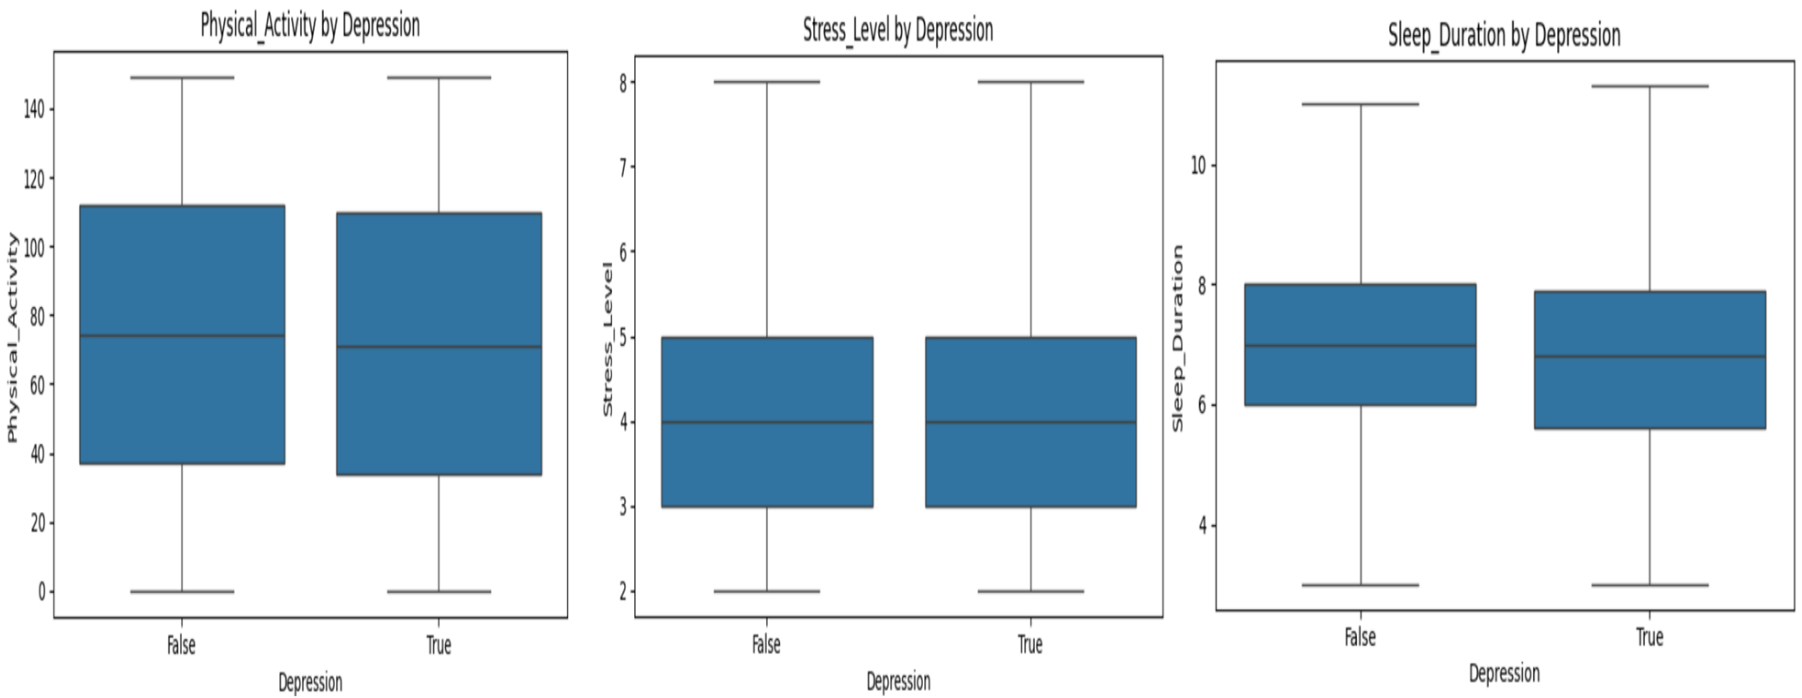 Physical_Activity by Depression
Physical_Activity
140
120
100
80
60
40
20
0
False
True
Depression
Stress_Level by Depression
Stress_Level
8
7
6
5
4
3
2
False
True
Depression
Sleep_Duration by Depression
Sleep_Duration
10
8
6
4
False
True
Depression